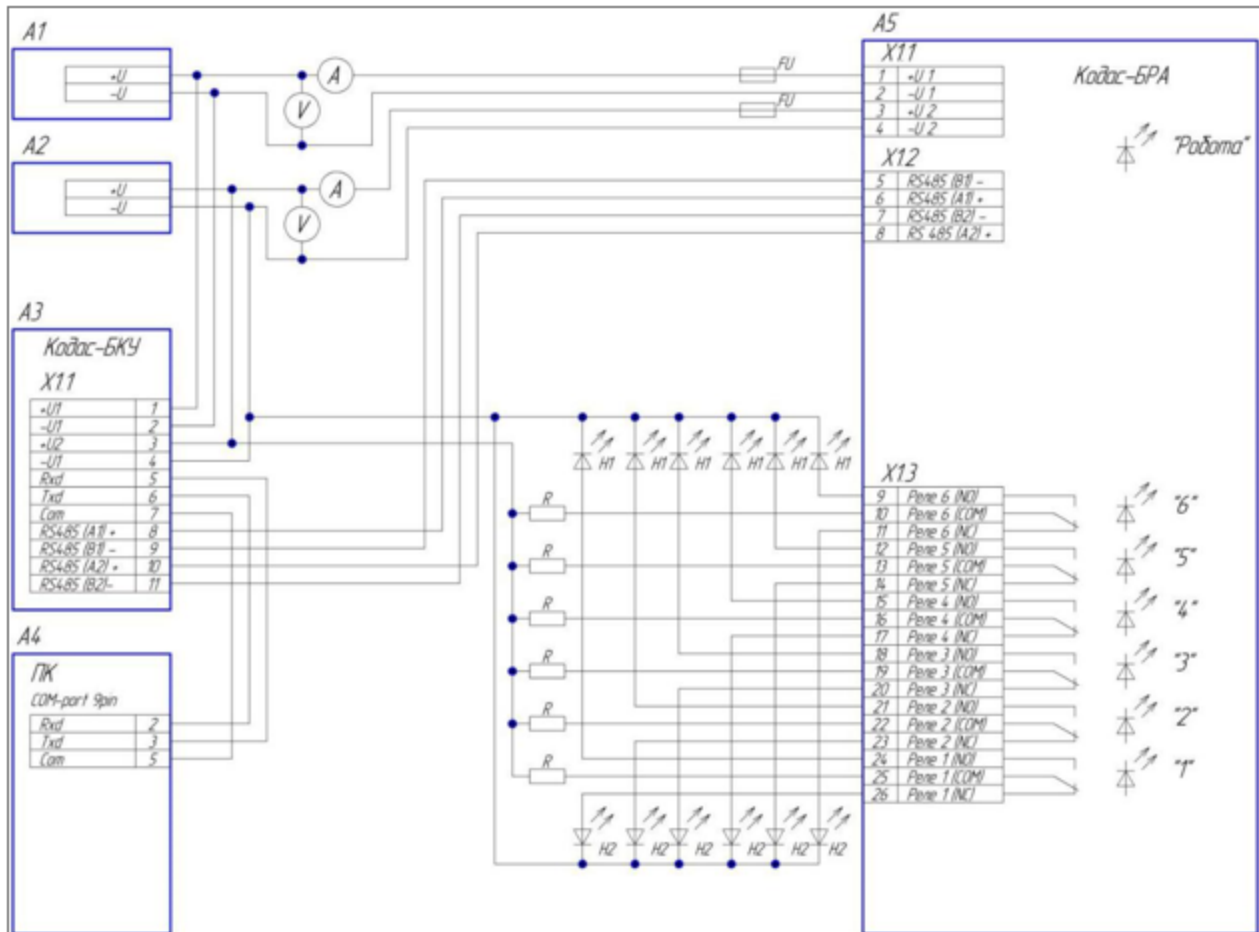 A1
+U
-U
A
V
FU
A2
+U
-U
A
V
FU
A3
Кодас-БКУ
X1.1
+U1 1
-U1 2
+U2 3
-U1 4
Rxd 5
Txd 6
Com 7
RS485 (A1) + 8
RS485 (B1) - 9
RS485 (A2) + 10
RS485 (B2)- 11
A4
ПК
COM-port 9pin
Rxd 2
Txd 3
Com 5
R
R
R
R
R
R
H1
H1
H1
H1
H1
H1
H2
H2
H2
H2
H2
H2
A5
Кодас-БРА
X1.1
1 +U 1
2 -U 1
3 +U 2
4 -U 2
"Робота"
X1.2
5 RS485 (B1) -
6 RS485 (A1) +
7 RS485 (B2) -
8 RS 485 (A2) +
X1.3
9 Реле 6 (NO)
10 Реле 6 (COM)
11 Реле 6 (NC)
12 Реле 5 (NO)
13 Реле 5 (COM)
14 Реле 5 (NC)
15 Реле 4 (NO)
16 Реле 4 (COM)
17 Реле 4 (NC)
18 Реле 3 (NO)
19 Реле 3 (COM)
20 Реле 3 (NC)
21 Реле 2 (NO)
22 Реле 2 (COM)
23 Реле 2 (NC)
24 Реле 1 (NO)
25 Реле 1 (COM)
26 Реле 1 (NC)
"6"
"5"
"4"
"3"
"2"
"1"